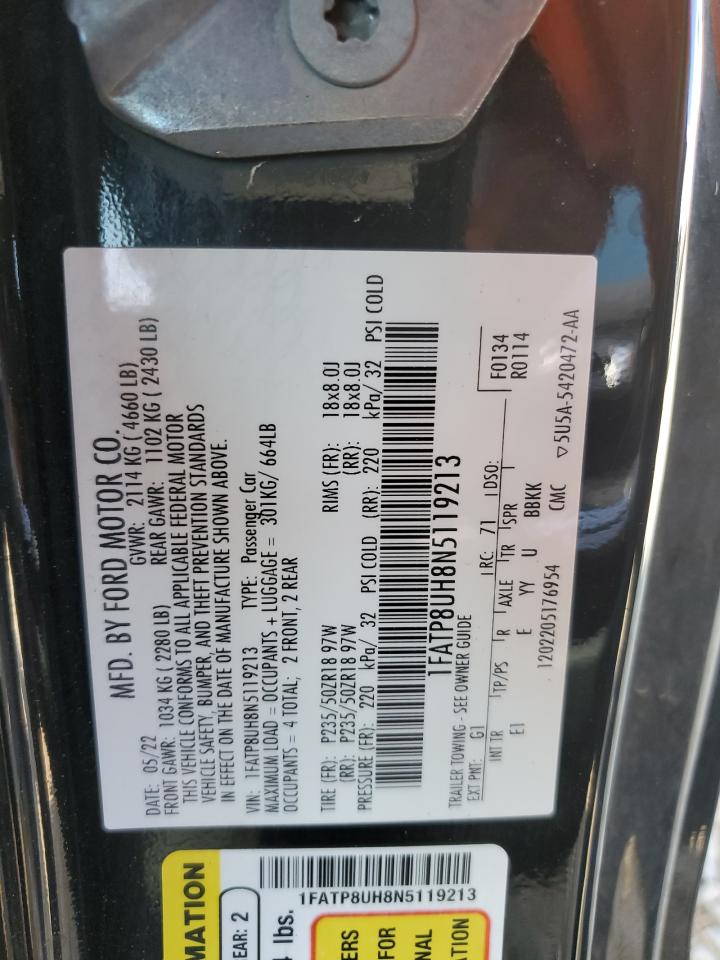 MFD. BY FORD MOTOR CO.
DATE: 05/22 GVWR: 2114 KG ( 4660 LB)
FRONT GAWR: 1034 KG ( 2280 LB) REAR GAWR: 1102 KG ( 2430 LB)
THIS VEHICLE CONFORMS TO ALL APPLICABLE FEDERAL MOTOR
VEHICLE SAFETY, BUMPER, AND THEFT PREVENTION STANDARDS
IN EFFECT ON THE DATE OF MANUFACTURE SHOWN ABOVE.
VIN: 1FATP8UH8N5119213 TYPE: Passenger Car
MAXIMUM LOAD = OCCUPANTS + LUGGAGE = 301KG/ 664LB
OCCUPANTS = 4 TOTAL; 2 FRONT, 2 REAR
TIRE (FR): P235/50ZR18 97W RIMS (FR): 18x8.0J
(RR): P235/50ZR18 97W (RR): 18x8.0J
PRESSURE (FR): 220 kPa/ 32 PSI COLD (RR): 220 kPa/ 32 PSI COLD
1FATP8UH8N5119213
TRAILER TOWING - SEE OWNER GUIDE
EXT PNT: G1 RC: 71 DSO: F0134
R0114
INT TR TP/PS R AXLE TR SPR
E1 E YY U BBKK
1202205176954 CMC ▽5U5A-5420472-AA
MATION
EAR: 2
4 lbs.
1FATP8UH8N5119213
ERS
FOR
NAL
ATION